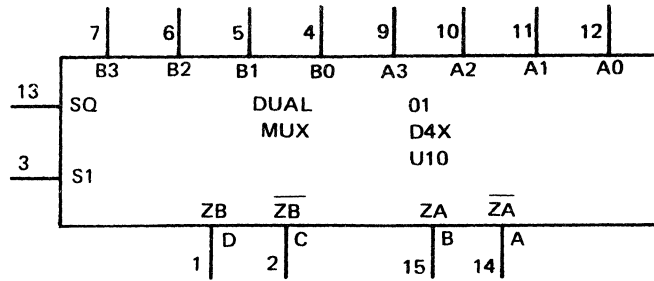 7 6 5 4 9 10 11 12
B3 B2 B1 B0 A3 A2 A1 A0
13 SQ DUAL 01
MUX D4X
3 S1 U10
ZB ZB ZA ZA
D C B A
1 2 15 14